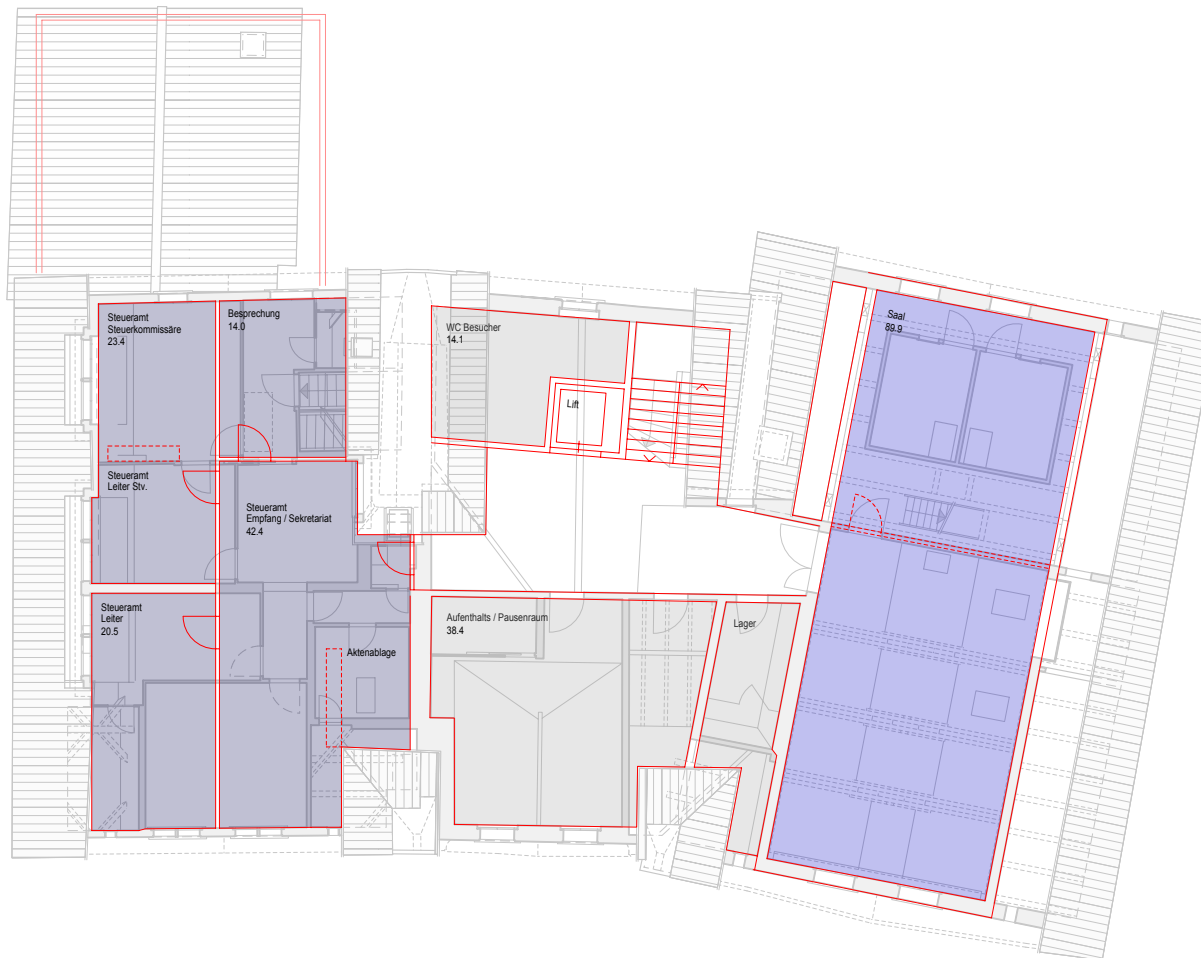 Steueramt
Steuerkommissäre
23.4
Besprechung
14.0
WC Besucher
14.1
Lift
Saal
89.9
Steueramt
Leiter Stv.
Steueramt
Empfang / Sekretariat
42.4
Steueramt
Leiter
20.5
Aktenablage
Aufenthalts / Pausenraum
38.4
Lager